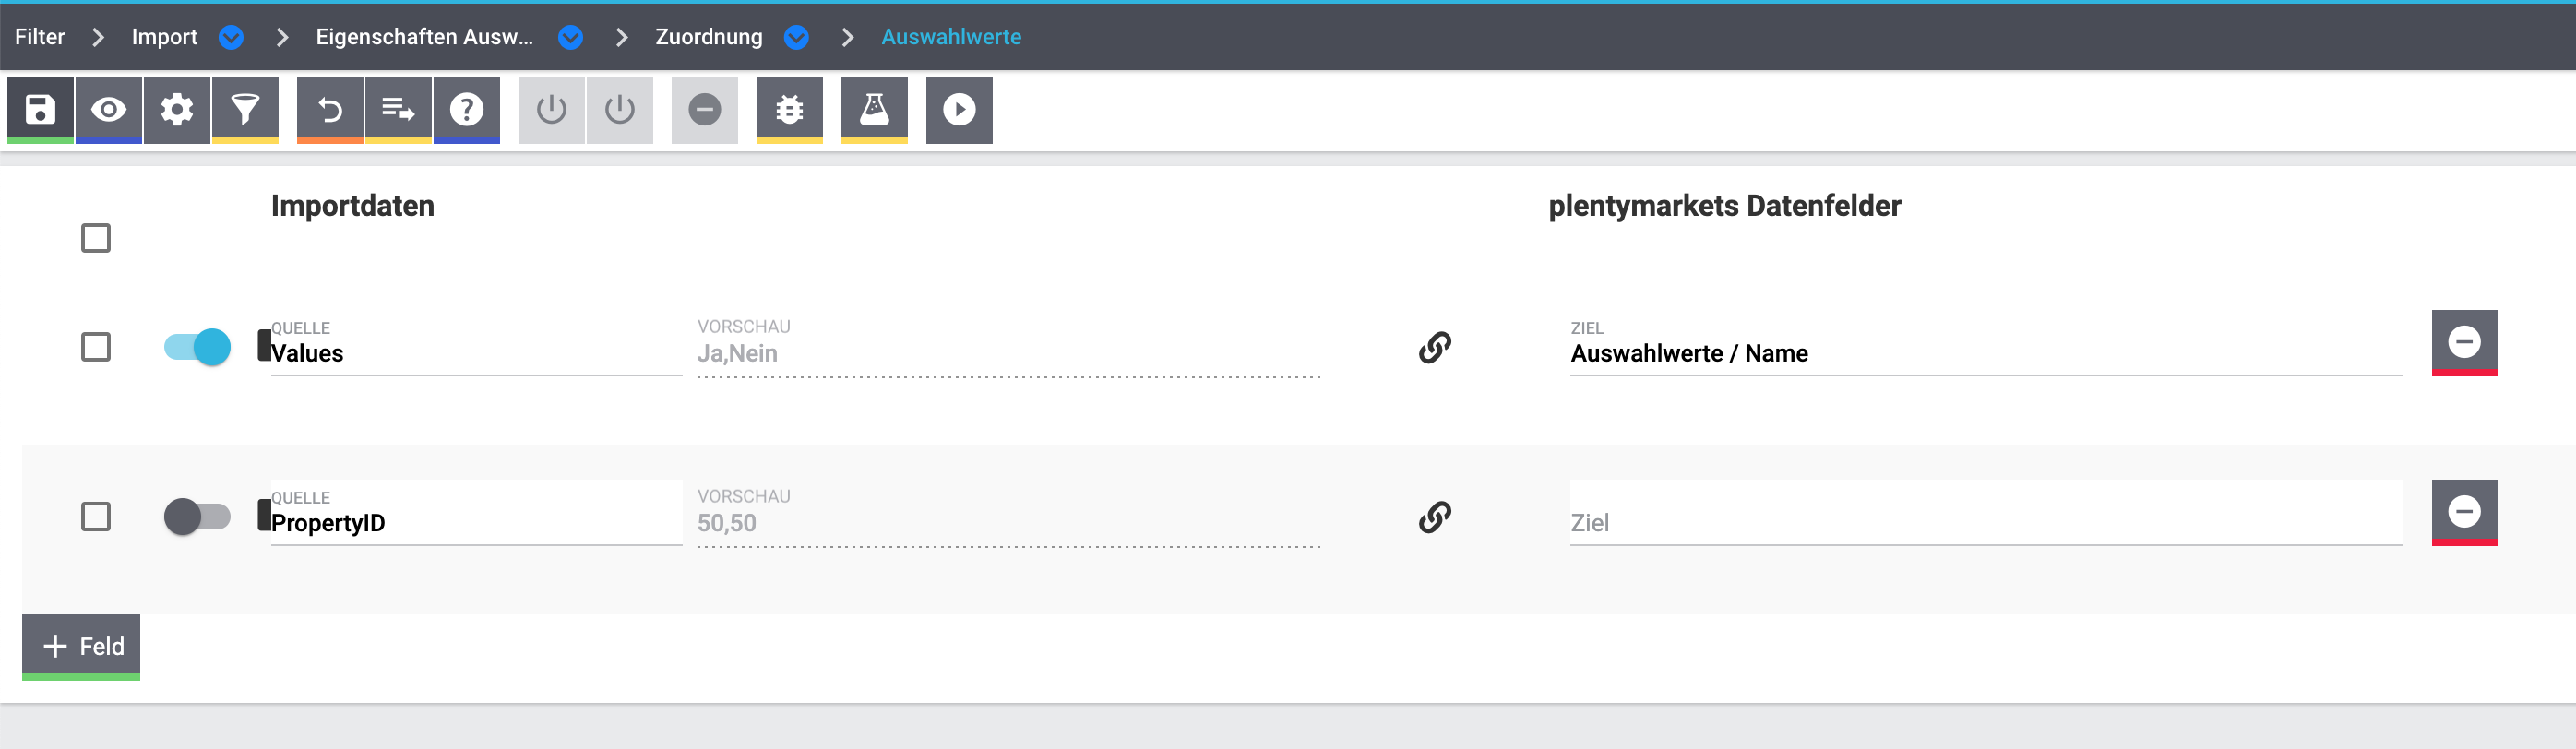 Filter Import Eigenschaften Ausw... Zuordnung Auswahlwerte
Importdaten plentymarkets Datenfelder
QUELLE VORSCHAU ZIEL
Values Ja,Nein Auswahlwerte / Name
QUELLE VORSCHAU
PropertyID 50,50 Ziel
+ Feld